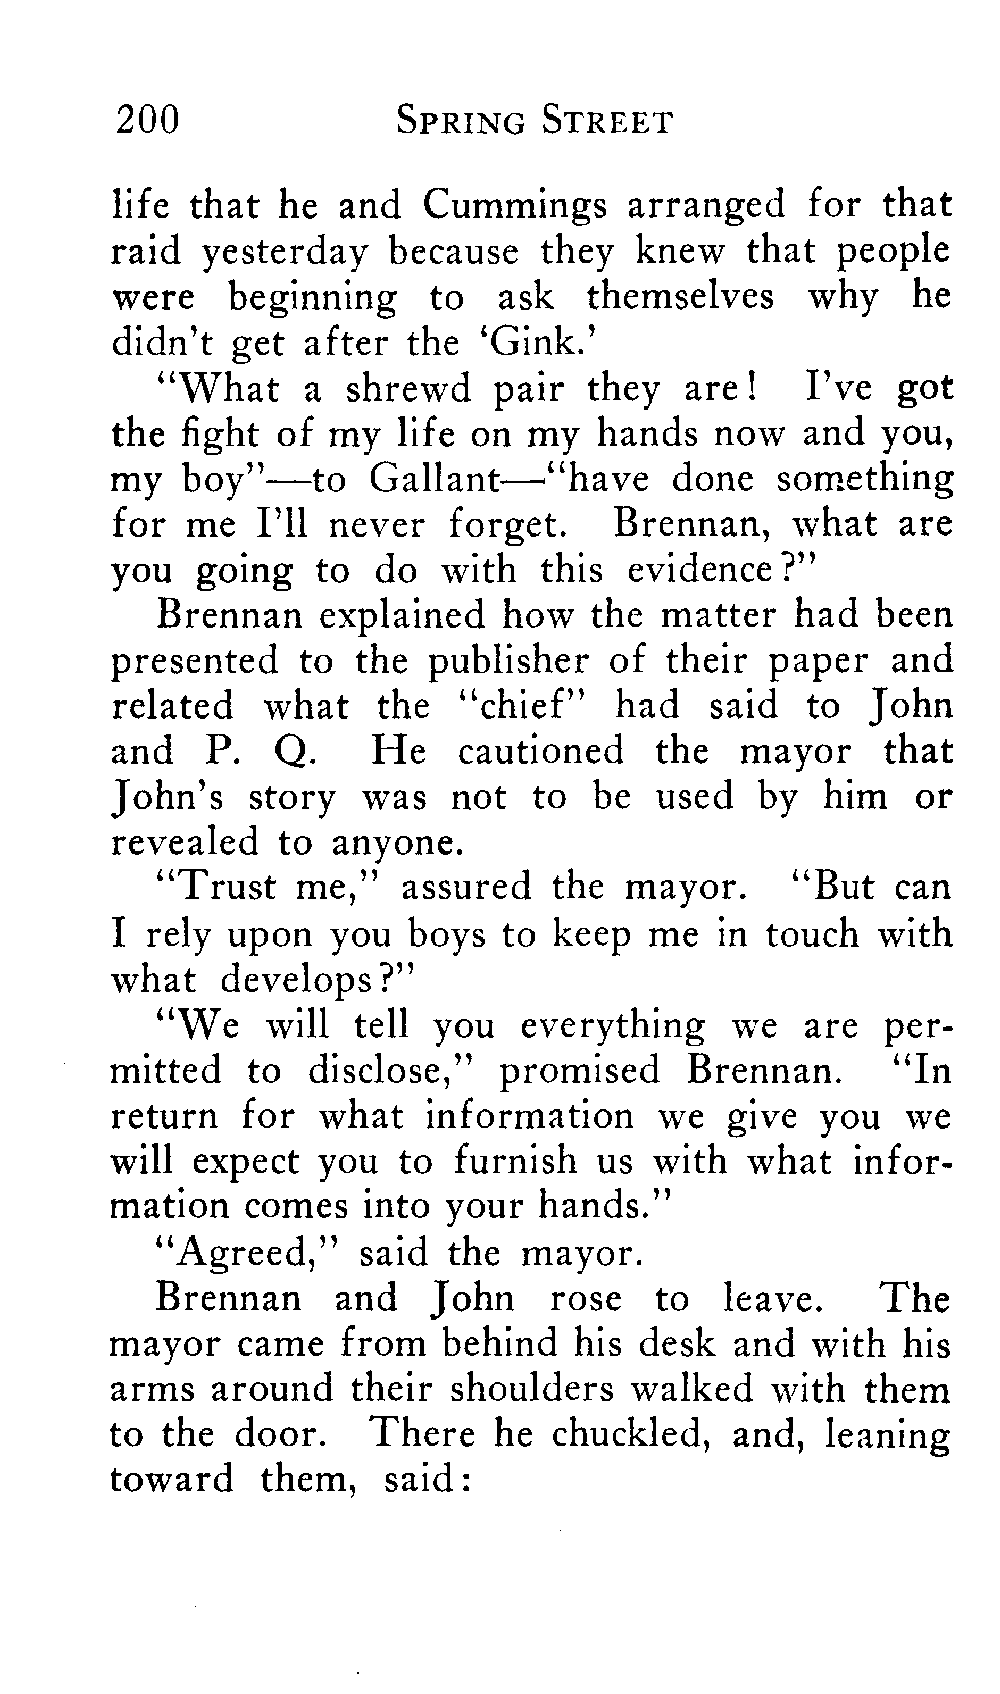 200 SPRING STREET
life that he and Cummings arranged for that
raid yesterday because they knew that people
were beginning to ask themselves why he
didn't get after the 'Gink.'
"What a shrewd pair they are! I've got
the fight of my life on my hands now and you,
my boy"—to Gallant—"have done something
for me I'll never forget. Brennan, what are
you going to do with this evidence?"
Brennan explained how the matter had been
presented to the publisher of their paper and
related what the "chief" had said to John
and P. Q. He cautioned the mayor that
John's story was not to be used by him or
revealed to anyone.
"Trust me," assured the mayor. "But can
I rely upon you boys to keep me in touch with
what develops?"
"We will tell you everything we are per-
mitted to disclose," promised Brennan. "In
return for what information we give you we
will expect you to furnish us with what infor-
mation comes into your hands."
"Agreed," said the mayor.
Brennan and John rose to leave. The
mayor came from behind his desk and with his
arms around their shoulders walked with them
to the door. There he chuckled, and, leaning
toward them, said: